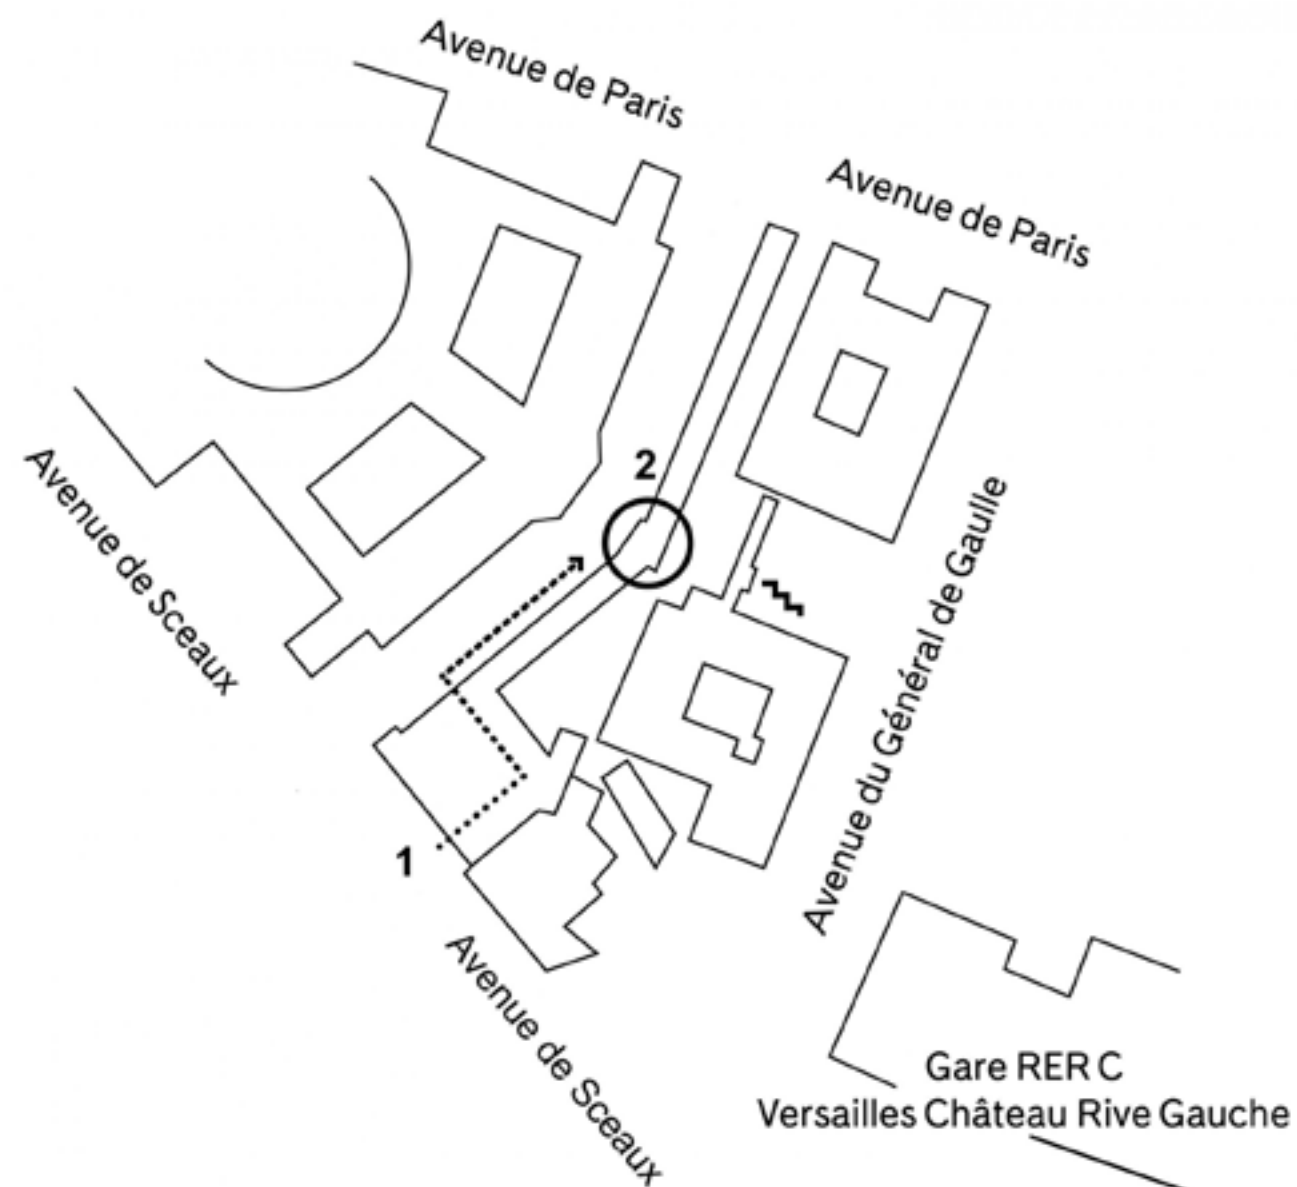 Avenue de Paris
Avenue de Paris
2
Avenue de Sceaux
Avenue du Général de Gaulle
1
Avenue de Sceaux
Gare RER C
Versailles Château Rive Gauche